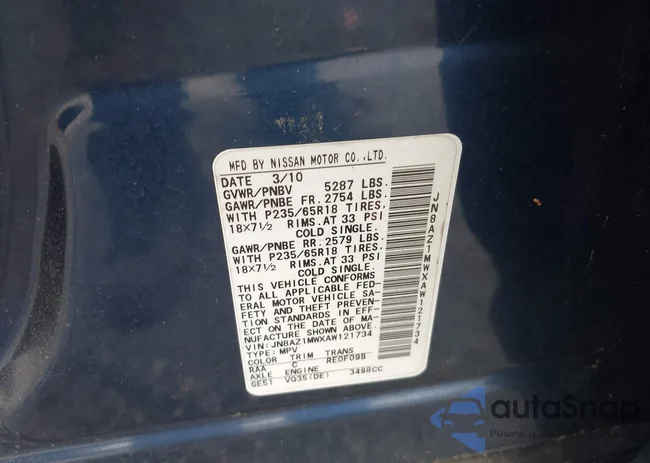 MFD BY NISSAN MOTOR CO.,LTD.
DATE 3/10
GVWR/PNBV 5287 LBS.
GAWR/PNBE FR. 2754 LBS.
WITH P235/65R18 TIRES.
18X7½ RIMS.AT 33 PSI
COLD SINGLE.
GAWR/PNBE RR. 2579 LBS.
WITH P235/65R18 TIRES.
18X7½ RIMS.AT 33 PSI
COLD SINGLE.
THIS VEHICLE CONFORMS
TO ALL APPLICABLE FED-
ERAL MOTOR VEHICLE SA-
FETY AND THEFT PREVEN-
TION STANDARDS IN EFF-
ECT ON THE DATE OF MA-
NUFACTURE SHOWN ABOVE.
VIN:JN8AZ1MWXAW121734
TYPE:MPV
COLOR TRIM TRANS
RAA C RE0F09B
AXLE ENGINE
GE51 VQ35(DE) 3498CC
JN8AZ1MWXAW121734
autoSnap